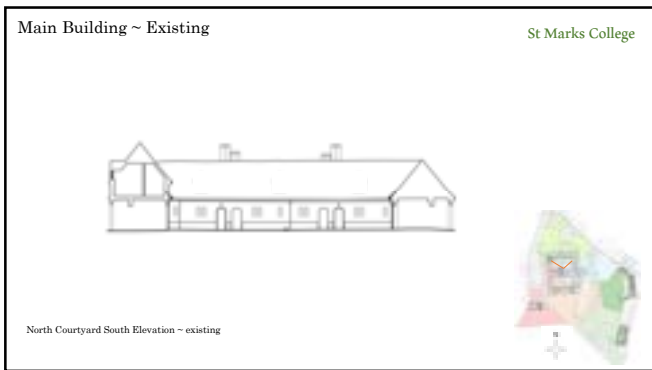 Main Building ~ Existing
St Marks College
North Courtyard South Elevation ~ existing